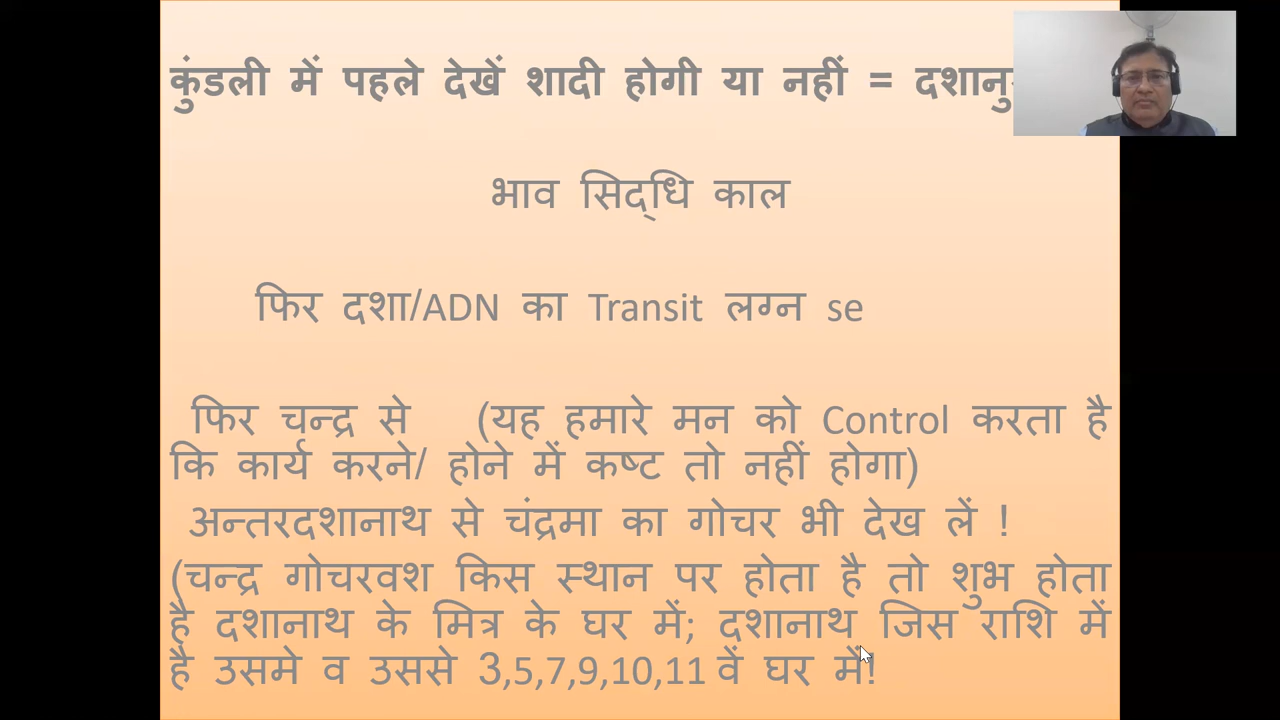 कुंडली में पहले देखें शादी होगी या नहीं =
भाव सिद्धि काल
फिर दशा/ADN का Transit लग्न se
फिर चन्द्र से (यह हमारे मन को Control करता है
कि कार्य करने/ होने में कष्ट तो नहीं होगा)
अन्तरदशानाथ से चंद्रमा का गोचर भी देख लें !
(चन्द्र गोचरवश किस स्थान पर होता है तो शुभ होता
है दशानाथ के मित्र के घर में; दशानाथ जिस राशि में
है उसमे व उससे 3,5,7,9,10,11 वें घर में!